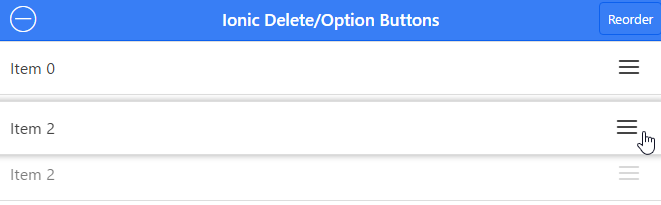 Ionic Delete/Option Buttons
Reorder
Item 0
Item 2
Item 2